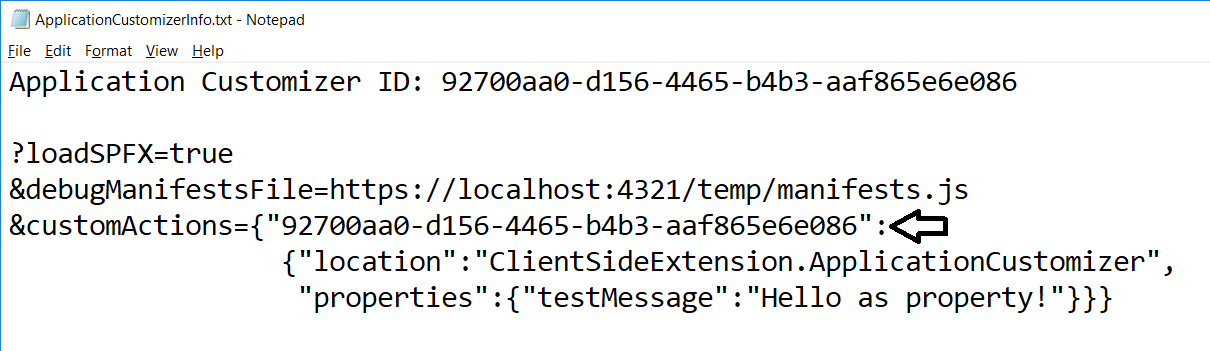 ApplicationCustomizerInfo.txt - Notepad
File Edit Format View Help
Application Customizer ID: 92700aa0-d156-4465-b4b3-aaf865e6e086
?loadSPFX=true
&debugManifestsFile=https://localhost:4321/temp/manifests.js
&customActions={"92700aa0-d156-4465-b4b3-aaf865e6e086":
{"location":"ClientSideExtension.ApplicationCustomizer",
"properties":{"testMessage":"Hello as property!"}}}